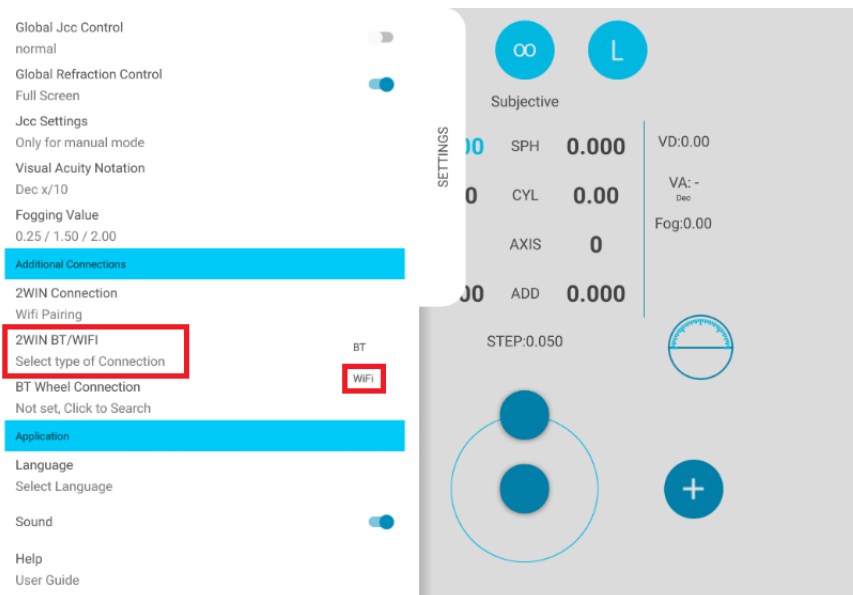 Global Jcc Control
normal
Global Refraction Control
Full Screen
Jcc Settings
Only for manual mode
Visual Acuity Notation
Dec x/10
Fogging Value
0.25 / 1.50 / 2.00
Additional Connections
2WIN Connection
Wifi Pairing
2WIN BT/WIFI
Select type of Connection
BT
WiFi
BT Wheel Connection
Not set, Click to Search
Application
Language
Select Language
Sound
Help
User Guide
SETTINGS
∞ L
Subjective
00 SPH 0.000
0 CYL 0.00
AXIS 0
00 ADD 0.000
VD:0.00
VA: -
Dec
Fog:0.00
STEP:0.050
+